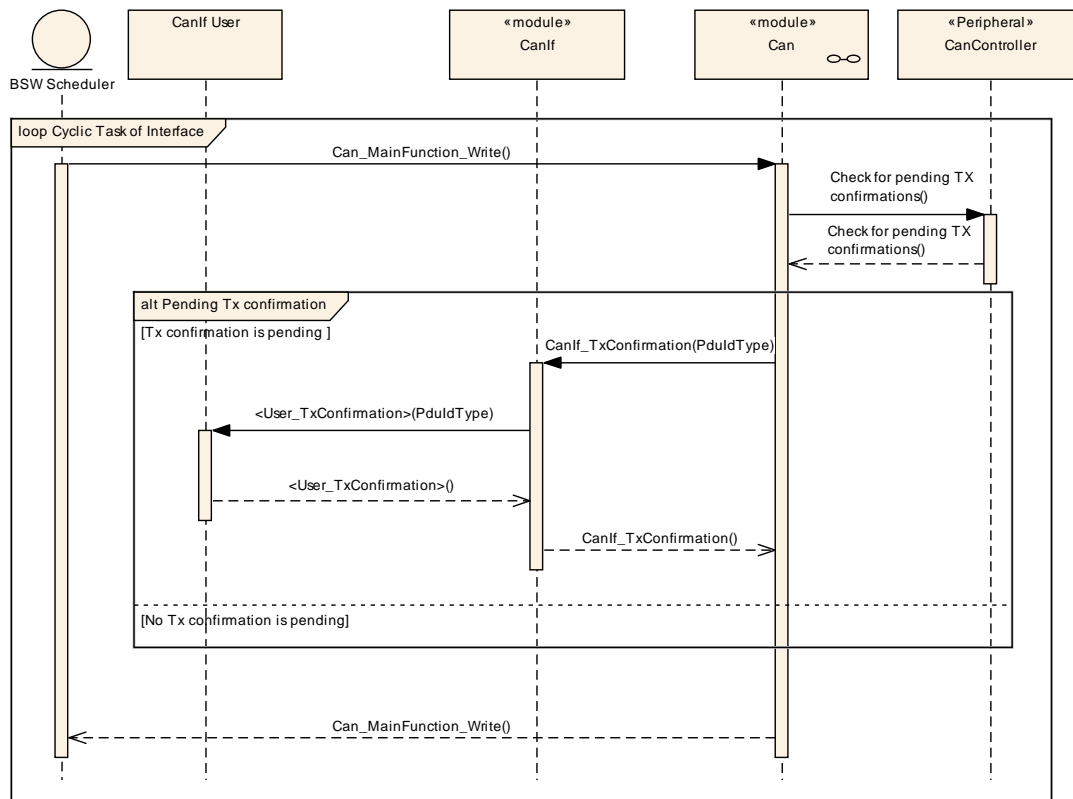 CanIf User
«module»
CanIf
«module»
Can
«Peripheral»
CanController
BSW Scheduler
loop Cyclic Task of Interface
Can_MainFunction_Write()
Check for pending TX
confirmations()
Check for pending TX
confirmations()
alt Pending Tx confirmation
[Tx confirmation is pending ]
CanIf_TxConfirmation(PduIdType)
<User_TxConfirmation>(PduIdType)
<User_TxConfirmation>()
CanIf_TxConfirmation()
[No Tx confirmation is pending]
Can_MainFunction_Write()